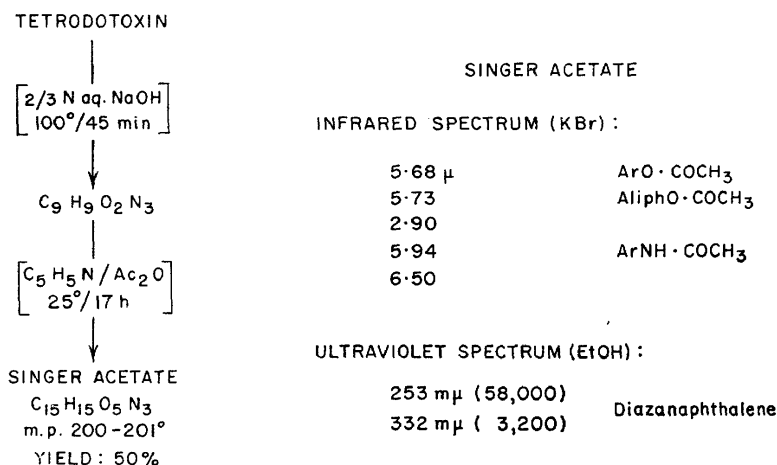 TETRODOTOXIN
2/3 N aq. NaOH
100°/45 min
C₉ H₉ O₂ N₃
C₅ H₅ N / Ac₂ O
25°/17 h
SINGER ACETATE
C₁₅ H₁₅ O₅ N₃
m.p. 200-201°
YIELD: 50%
SINGER ACETATE
INFRARED SPECTRUM (KBr) :
5·68 μ ArO · COCH₃
5·73 AliphO · COCH₃
2·90
5·94 ArNH · COCH₃
6·50
ULTRAVIOLET SPECTRUM (EtOH) :
253 mμ (58,000)
332 mμ ( 3,200)
Diazanaphthalene